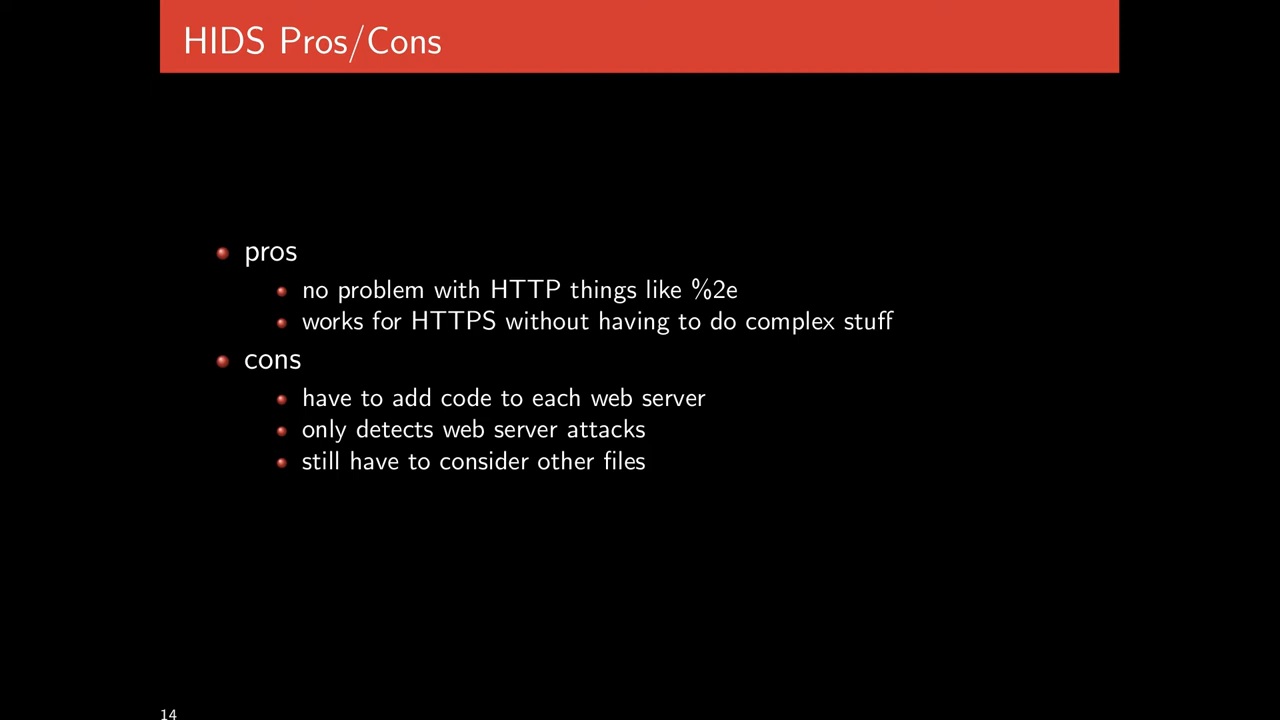 HIDS Pros/Cons
pros
no problem with HTTP things like %2e
works for HTTPS without having to do complex stuff
cons
have to add code to each web server
only detects web server attacks
still have to consider other files
14